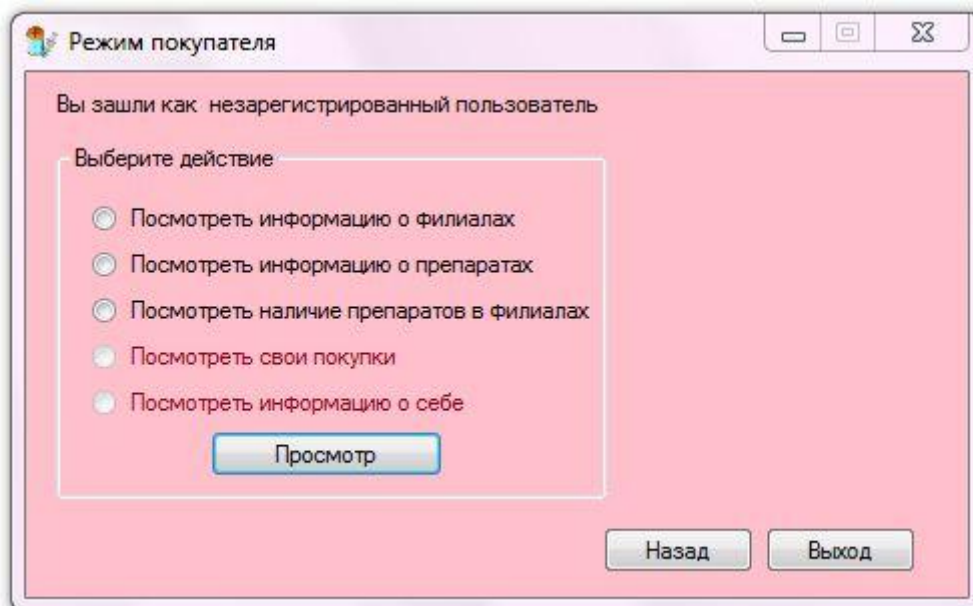 Режим покупателя
Вы зашли как незарегистрированный пользователь
Выберите действие
Посмотреть информацию о филиалах
Посмотреть информацию о препаратах
Посмотреть наличие препаратов в филиалах
Посмотреть свои покупки
Посмотреть информацию о себе
Просмотр
Назад Выход